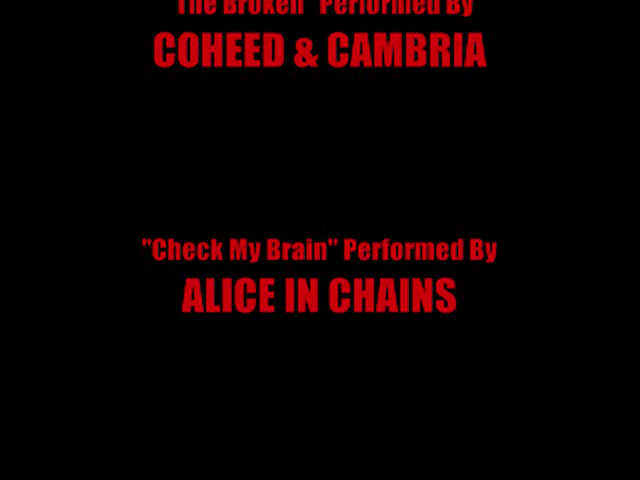 "The Broken" Performed By
COHEED & CAMBRIA
"Check My Brain" Performed By
ALICE IN CHAINS